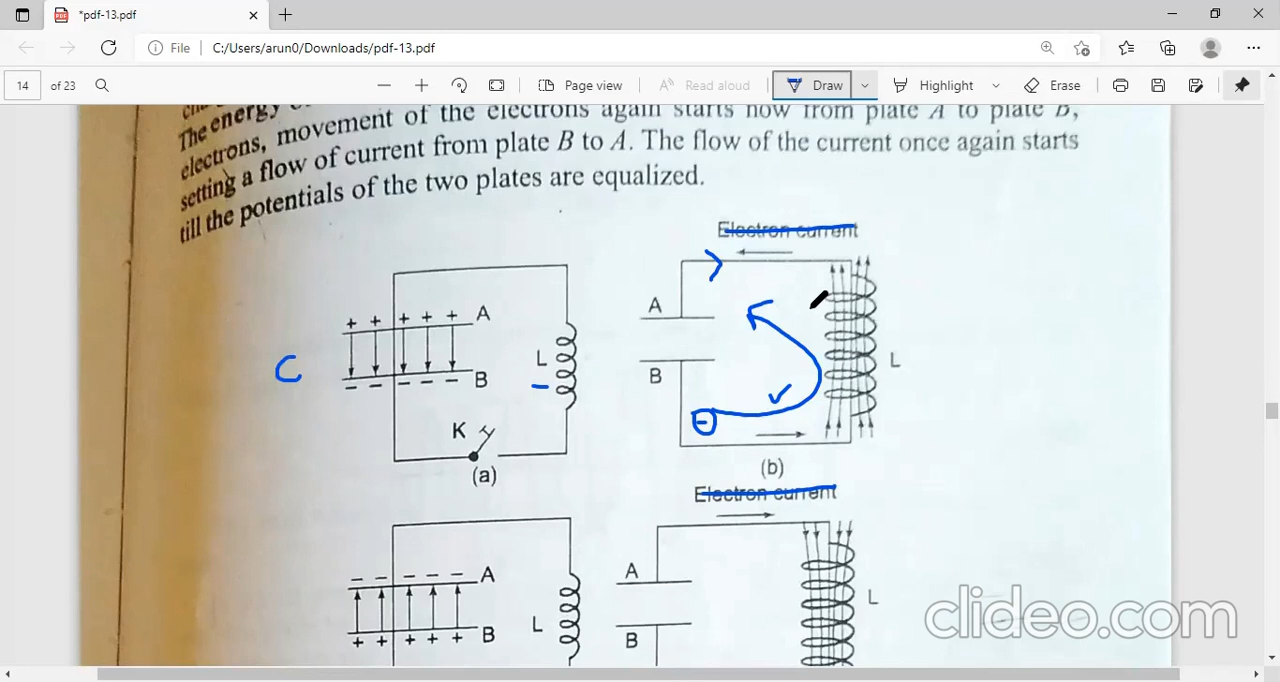 *pdf-13.pdf
File C:/Users/arun0/Downloads/pdf-13.pdf
14 of 23 Page view Read aloud Draw Highlight Erase
The energy
electrons, movement of the electrons again starts now from plate A to plate B,
setting a flow of current from plate B to A. The flow of the current once again starts
till the potentials of the two plates are equalized.
Electron current
+ + + + + A
A
C
L
L
- - - - - B
B
K
(a)
(b)
Electron current
- - - - - A
A
L
L
+ + + + + B
B
clideo.com